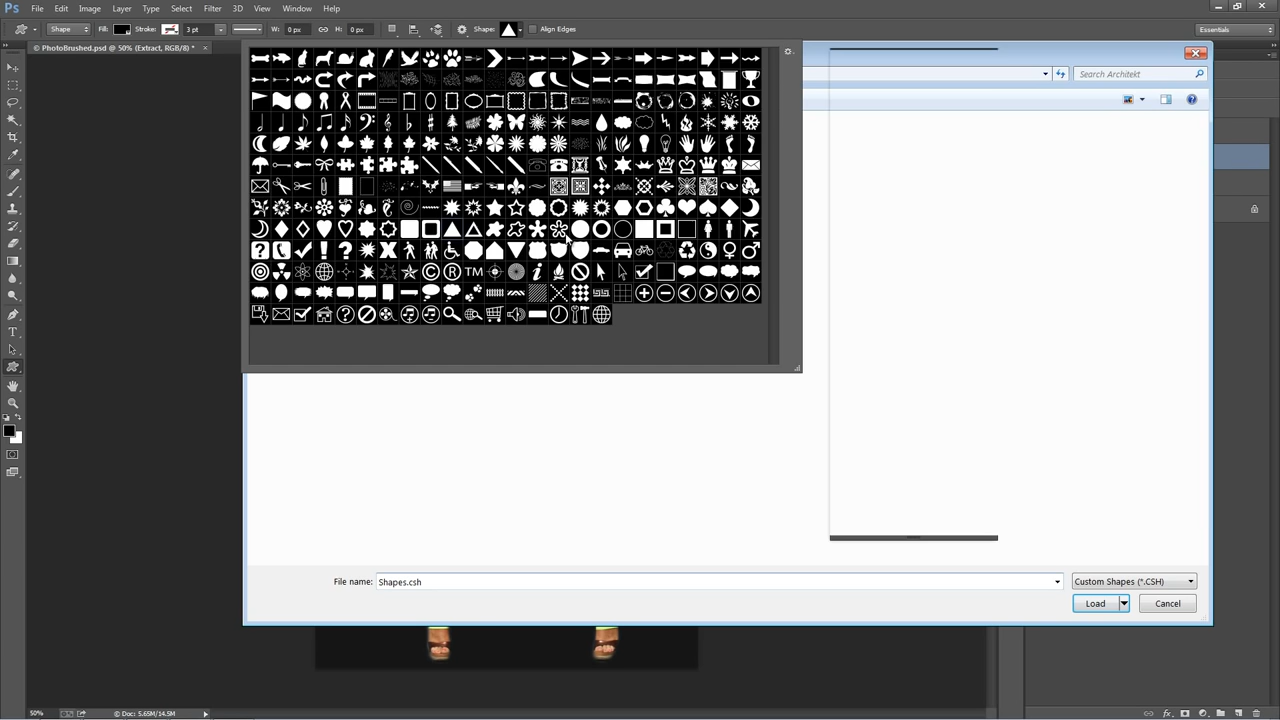 Ps File Edit Image Layer Type Select Filter 3D View Window Help
Shape Fill: Stroke: 3 pt W: 0 px H: 0 px Shape: Align Edges Essentials
© PhotoBrushed.psd @ 50% (Extract, RGB/8) * ×
Search Architekt
File name: Shapes.csh Custom Shapes (*.CSH)
Load Cancel
50% Doc: 5.65M/14.5M